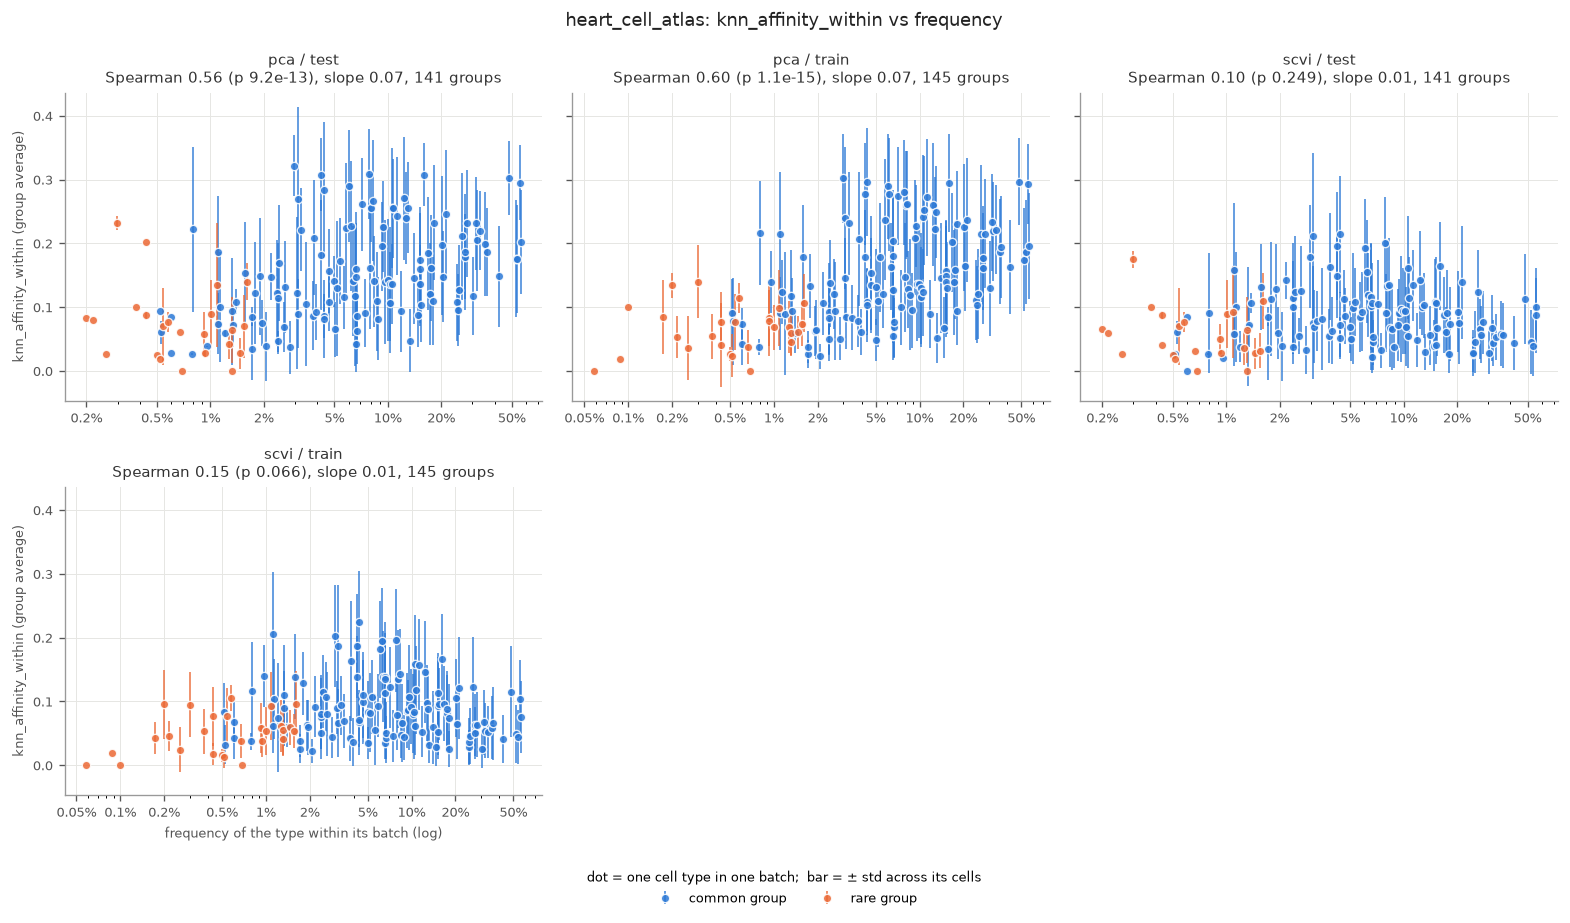 heart_cell_atlas: knn_affinity_within vs frequency
pca / test
Spearman 0.56 (p 9.2e-13), slope 0.07, 141 groups
pca / train
Spearman 0.60 (p 1.1e-15), slope 0.07, 145 groups
scvi / test
Spearman 0.10 (p 0.249), slope 0.01, 141 groups
knn_affinity_within (group average)
0.4
0.3
0.2
0.1
0.0
0.2% 0.5% 1% 2% 5% 10% 20% 50%
0.05% 0.1% 0.2% 0.5% 1% 2% 5% 10% 20% 50%
0.2% 0.5% 1% 2% 5% 10% 20% 50%
scvi / train
Spearman 0.15 (p 0.066), slope 0.01, 145 groups
knn_affinity_within (group average)
0.4
0.3
0.2
0.1
0.0
0.05% 0.1% 0.2% 0.5% 1% 2% 5% 10% 20% 50%
frequency of the type within its batch (log)
dot = one cell type in one batch; bar = ± std across its cells
common group rare group